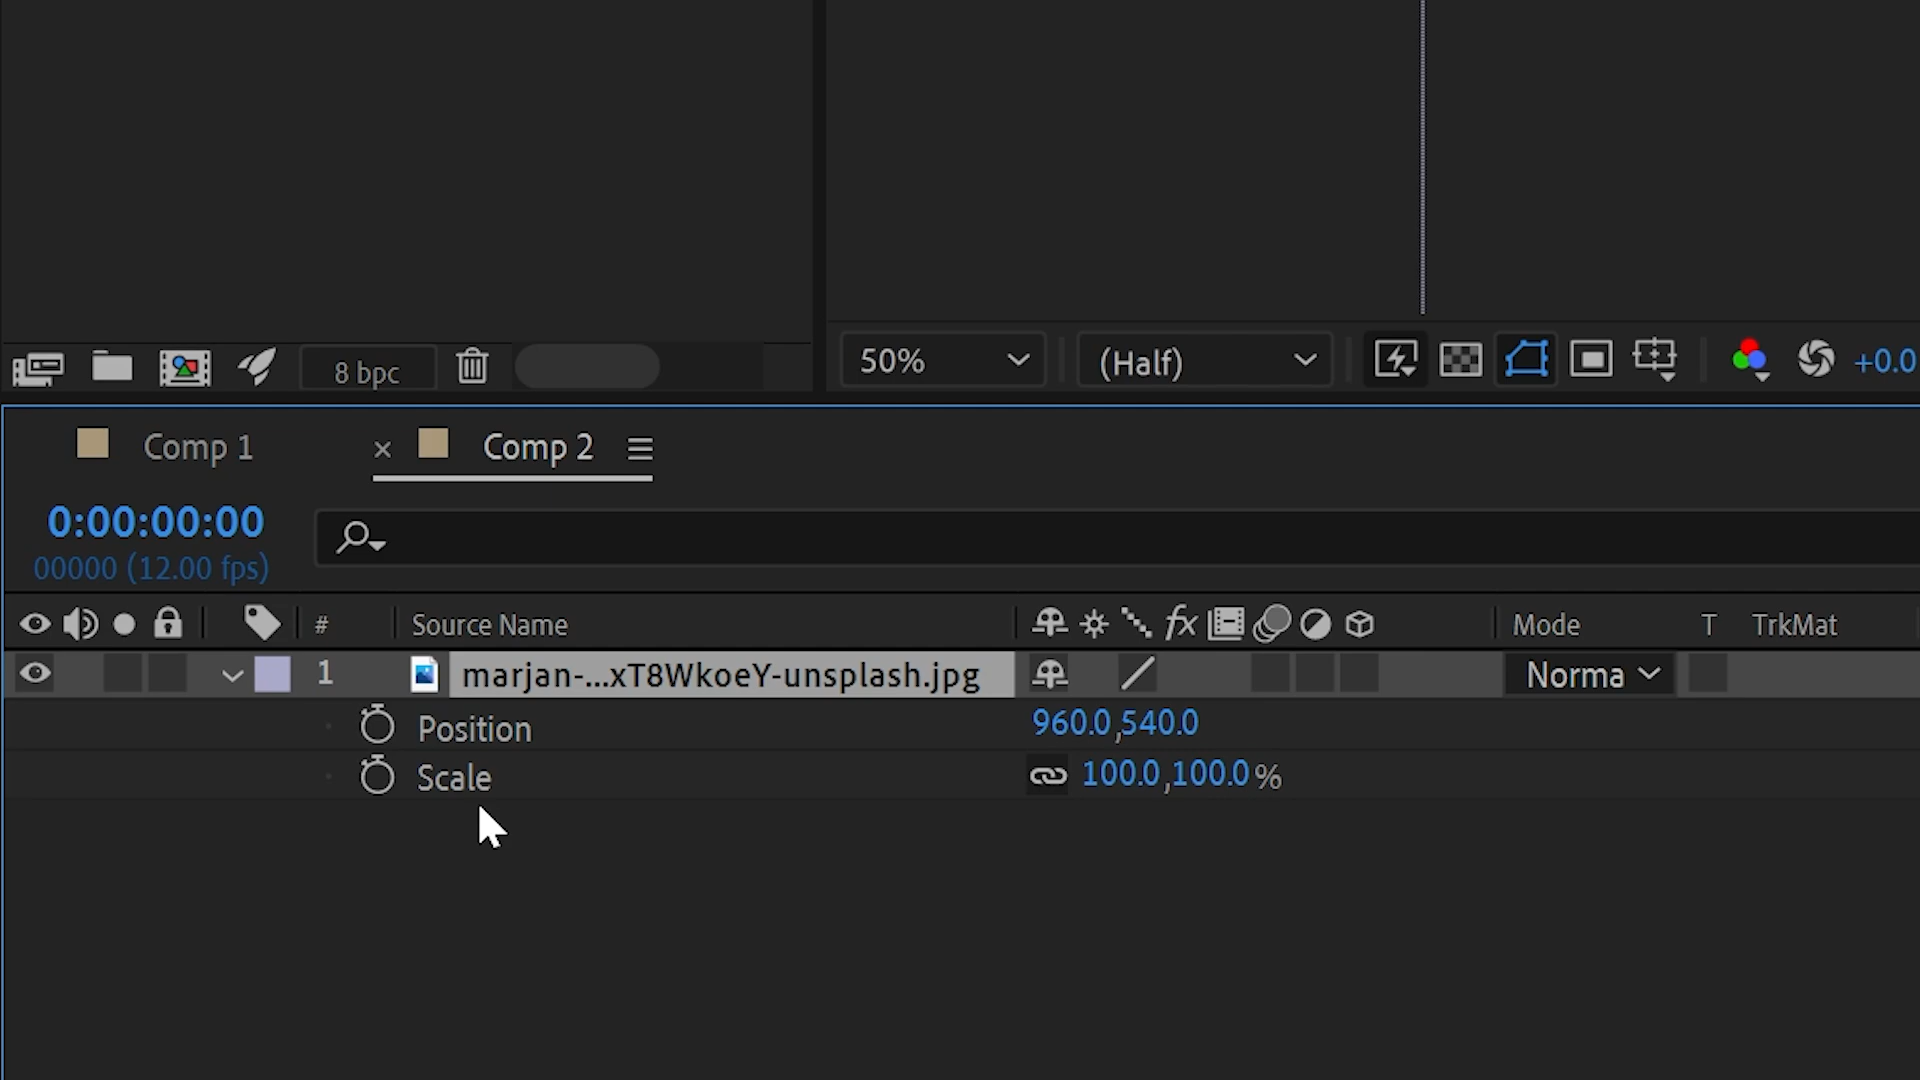 8 bpc
50%
(Half)
+0.0
Comp 1
× Comp 2
0:00:00:00
00000 (12.00 fps)
# Source Name Mode T TrkMat
1 marjan-...xT8WkoeY-unsplash.jpg Norma
Position 960.0,540.0
Scale 100.0,100.0%